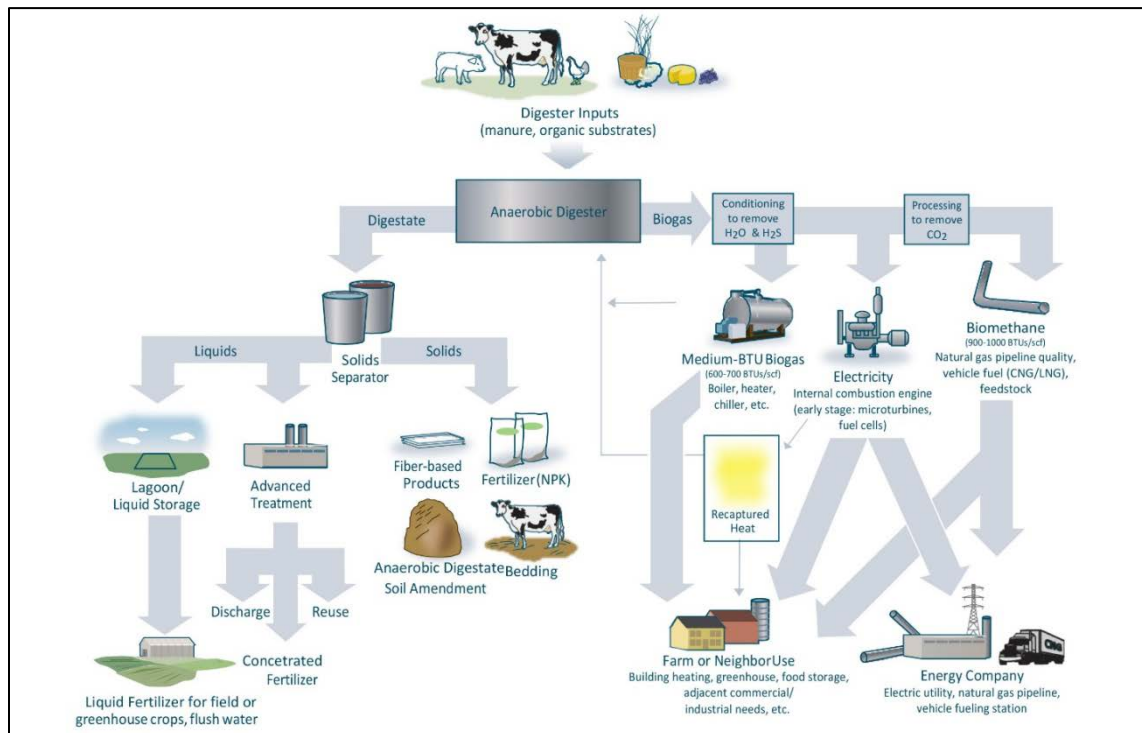 Digester Inputs
(manure, organic substrates)
Digestate
Anaerobic Digester
Biogas
Conditioning
to remove
H₂O & H₂S
Processing
to remove
CO₂
Liquids
Solids
Separator
Solids
Medium-BTU Biogas
(600-700 BTUs/scf)
Boiler, heater,
chiller, etc.
Electricity
Internal combustion engine
(early stage: microturbines,
fuel cells)
Biomethane
(900-1000 BTUs/scf)
Natural gas pipeline quality,
vehicle fuel (CNG/LNG),
feedstock
Lagoon/
Liquid Storage
Advanced
Treatment
Fiber-based
Products
Fertilizer (NPK)
Recaptured
Heat
Anaerobic Digestate
Soil Amendment
Bedding
Discharge
Reuse
Concetrated
Fertilizer
Liquid Fertilizer for field or
greenhouse crops, flush water
Farm or Neighbor Use
Building heating, greenhouse, food storage,
adjacent commercial/
industrial needs, etc.
CNG
Energy Company
Electric utility, natural gas pipeline,
vehicle fueling station